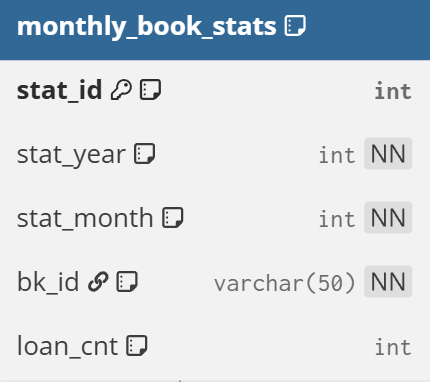 monthly_book_stats
stat_id int
stat_year int NN
stat_month int NN
bk_id varchar(50) NN
loan_cnt int